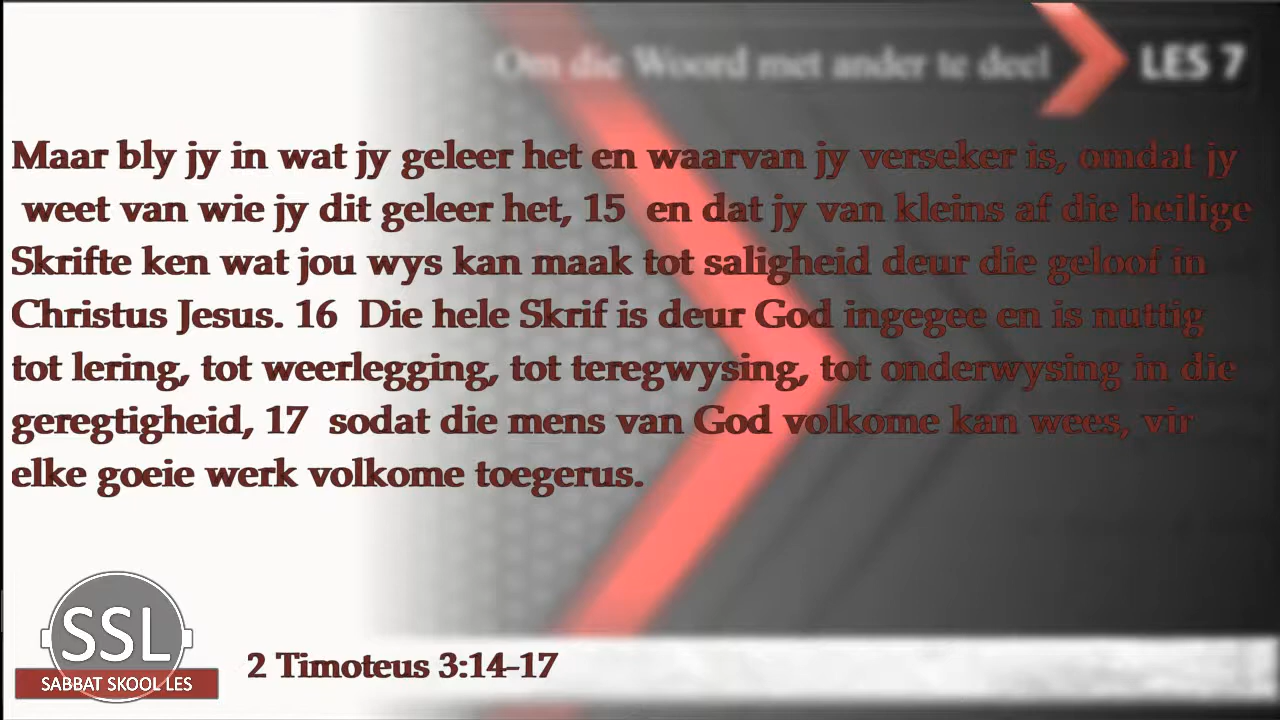 Om die Woord met ander te deel LES 7
Maar bly jy in wat jy geleer het en waarvan jy verseker is, omdat jy
weet van wie jy dit geleer het, 15 en dat jy van kleins af die heilige
Skrifte ken wat jou wys kan maak tot saligheid deur die geloof in
Christus Jesus. 16 Die hele Skrif is deur God ingegee en is nuttig
tot lering, tot weerlegging, tot teregwysing, tot onderwysing in die
geregtigheid, 17 sodat die mens van God volkome kan wees, vir
elke goeie werk volkome toegerus.
SSL
SABBAT SKOOL LES
2 Timoteus 3:14-17